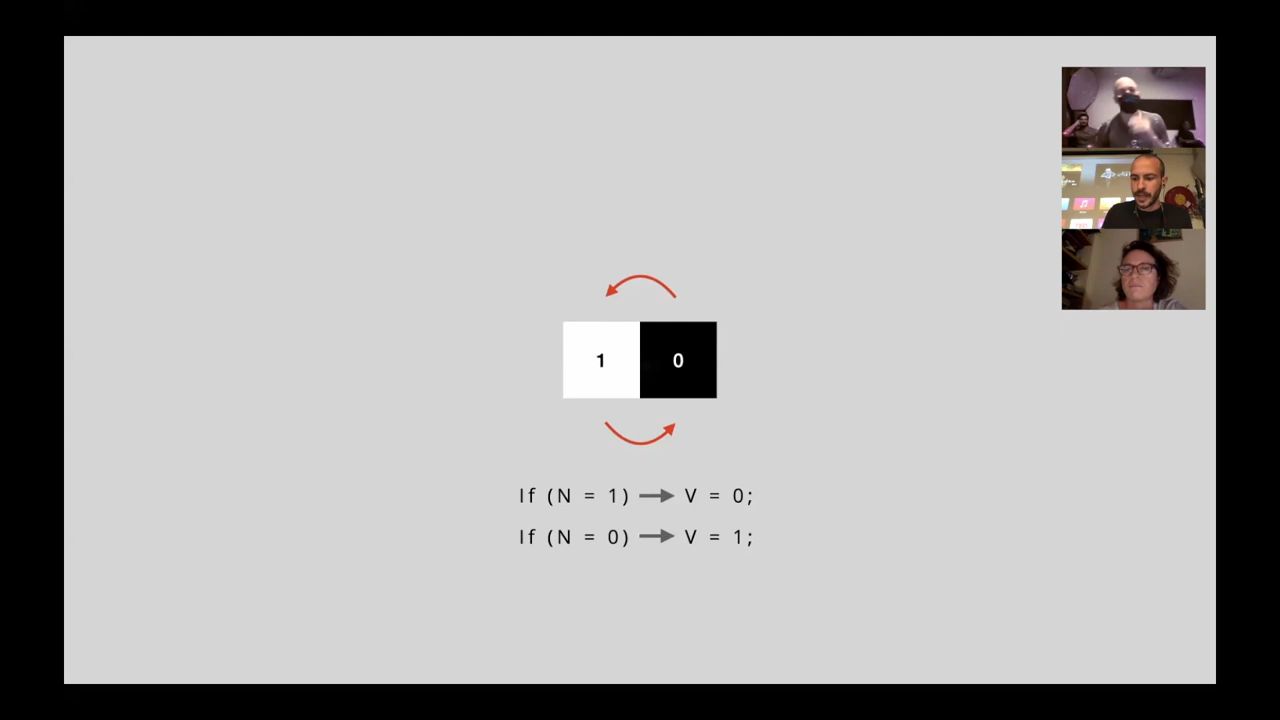 1 0
If (N = 1) → V = 0;
If (N = 0) → V = 1;